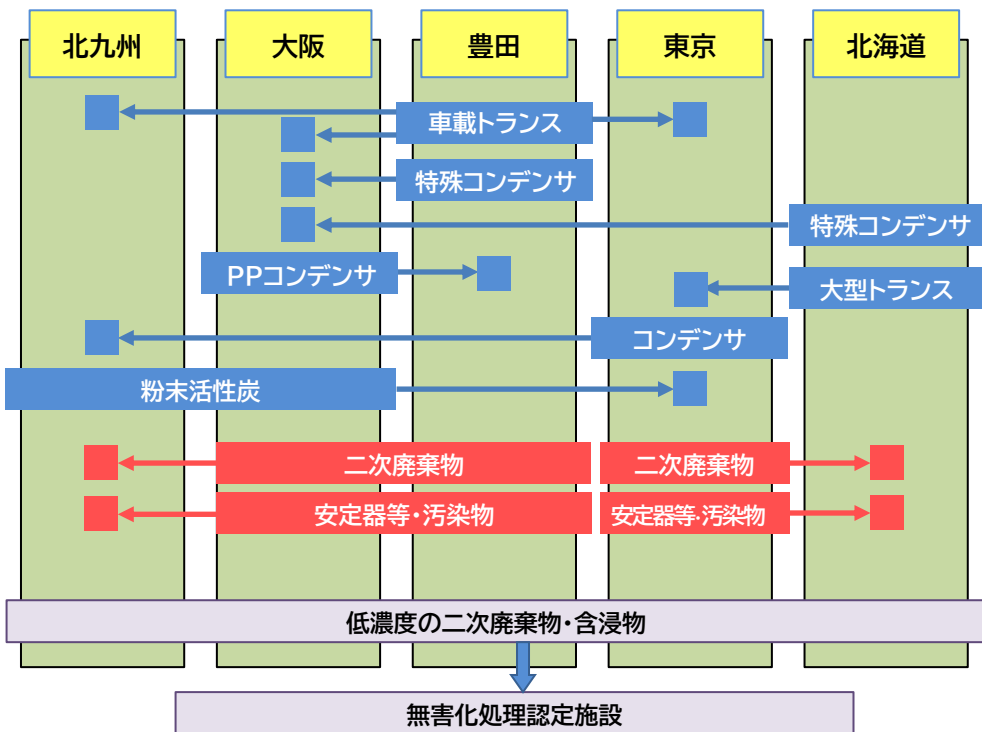 北九州
大阪
豊田
東京
北海道
車載トランス
特殊コンデンサ
特殊コンデンサ
PPコンデンサ
大型トランス
コンデンサ
粉末活性炭
二次廃棄物
二次廃棄物
安定器等・汚染物
安定器等・汚染物
低濃度の二次廃棄物・含浸物
無害化処理認定施設